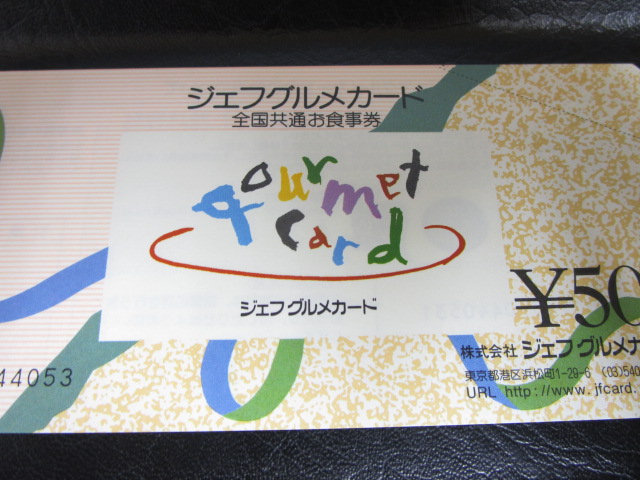 ジェフグルメカード
全国共通お食事券
gourmet
card
ジェフグルメカード
¥50
株式会社 ジェフグルメカ
東京都港区浜松町1-29-6 (03)540
URL http://www.jfcard.
44053